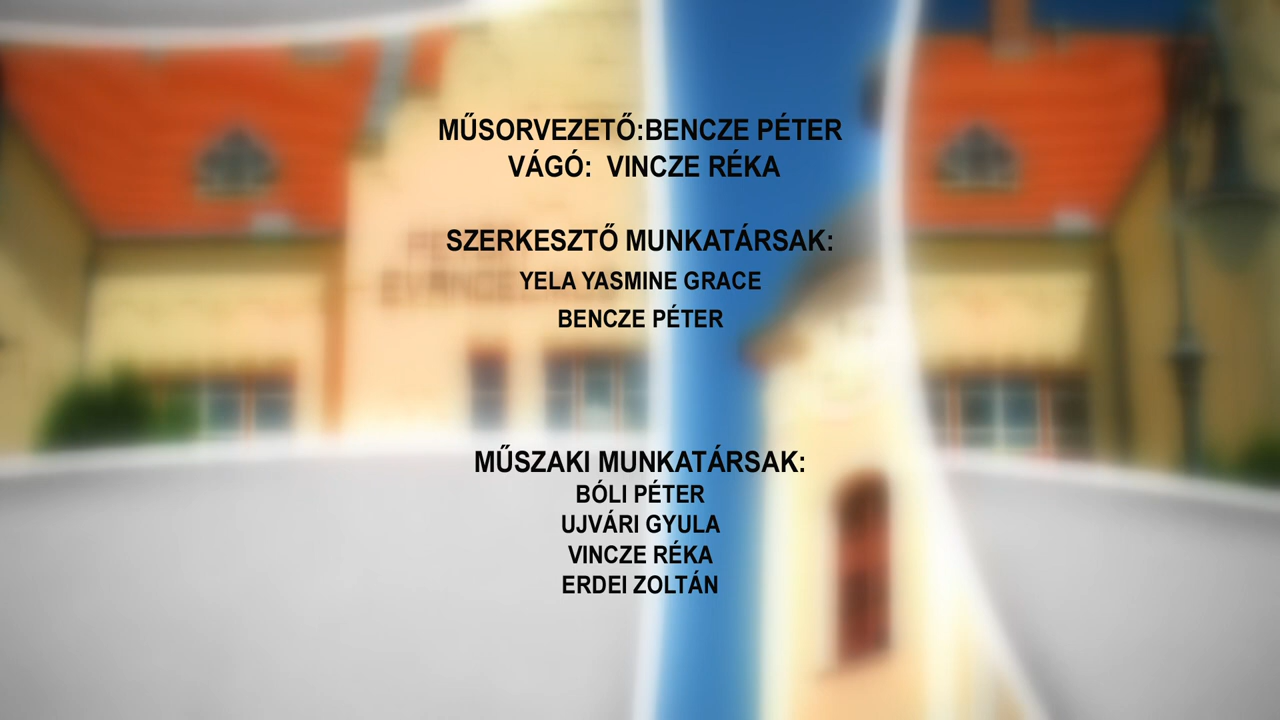 MŰSORVEZETŐ:BENCZE PÉTER
VÁGÓ: VINCZE RÉKA
SZERKESZTŐ MUNKATÁRSAK:
YELA YASMINE GRACE
BENCZE PÉTER
MŰSZAKI MUNKATÁRSAK:
BÓLI PÉTER
UJVÁRI GYULA
VINCZE RÉKA
ERDEI ZOLTÁN